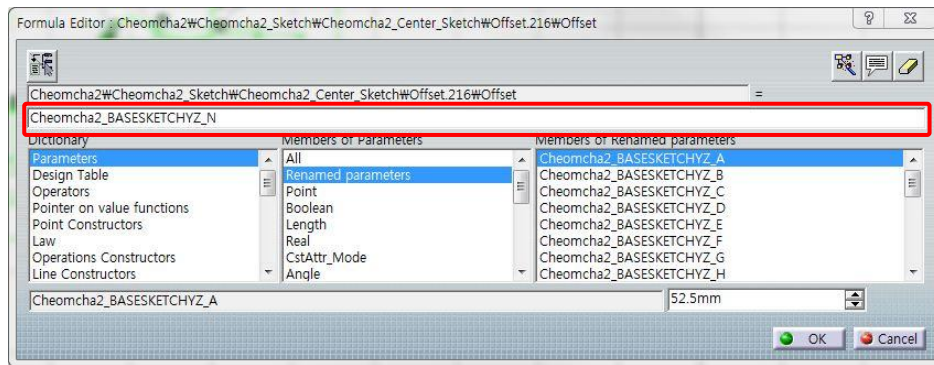 Formula Editor : Cheomcha2₩Cheomcha2_Sketch₩Cheomcha2_Center_Sketch₩Offset.216₩Offset
Cheomcha2₩Cheomcha2_Sketch₩Cheomcha2_Center_Sketch₩Offset.216₩Offset =
Cheomcha2_BASESKETCHYZ_N
Dictionary Members of Parameters Members of Renamed parameters
Parameters All Cheomcha2_BASESKETCHYZ_A
Design Table Renamed parameters Cheomcha2_BASESKETCHYZ_B
Operators Point Cheomcha2_BASESKETCHYZ_C
Pointer on value functions Boolean Cheomcha2_BASESKETCHYZ_D
Point Constructors Length Cheomcha2_BASESKETCHYZ_E
Law Real Cheomcha2_BASESKETCHYZ_F
Operations Constructors CstAttr_Mode Cheomcha2_BASESKETCHYZ_G
Line Constructors Angle Cheomcha2_BASESKETCHYZ_H
Cheomcha2_BASESKETCHYZ_A 52.5mm
OK Cancel